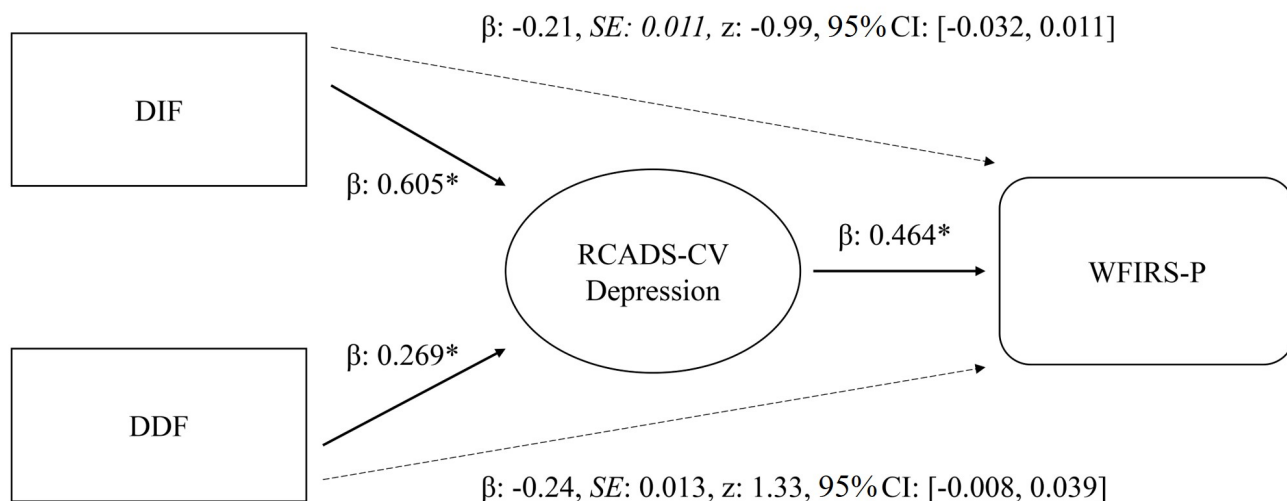 β: -0.21, SE: 0.011, z: -0.99, 95% CI: [-0.032, 0.011]
DIF
β: 0.605*
RCADS-CV
Depression
β: 0.464*
WFIRS-P
β: 0.269*
DDF
β: -0.24, SE: 0.013, z: 1.33, 95% CI: [-0.008, 0.039]